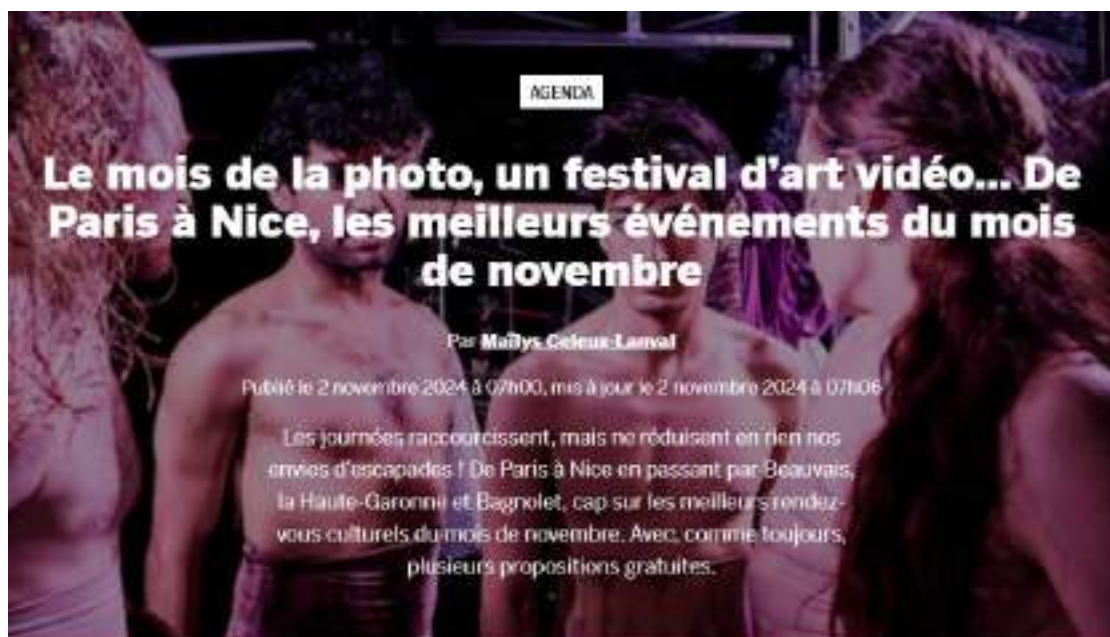 AGENDA
Le mois de la photo, un festival d'art vidéo... De
Paris à Nice, les meilleurs événements du mois
de novembre
Par Maïlys Celeux-Lanval
Publié le 2 novembre 2024 à 07h00, mis à jour le 2 novembre 2024 à 07h06
Les journées raccourcissent, mais ne réduisent en rien nos
envies d'escapades ! De Paris à Nice en passant par Beauvais,
la Haute-Garonne et Bagnolet, cap sur les meilleurs rendez-
vous culturels du mois de novembre. Avec, comme toujours,
plusieurs propositions gratuites.